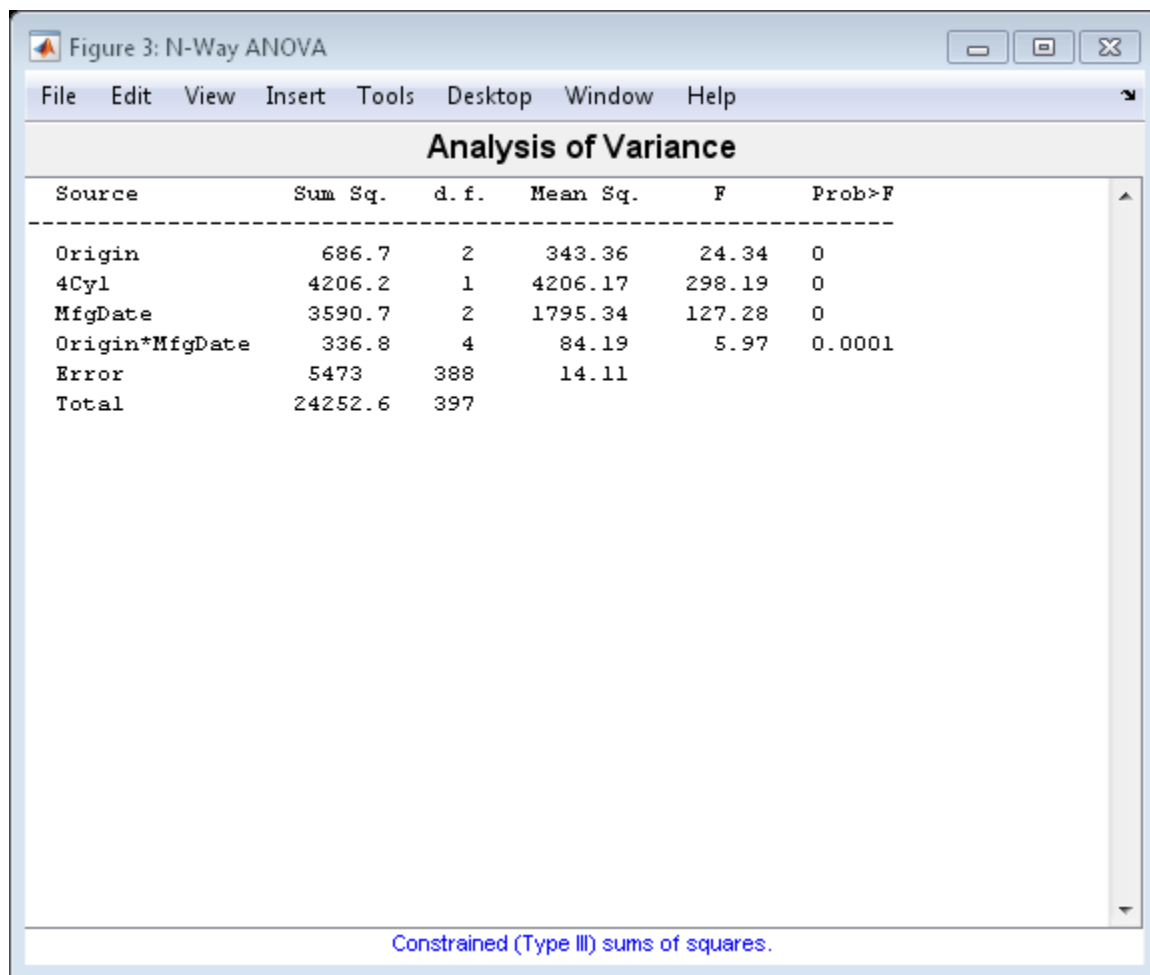 Figure 3: N-Way ANOVA
File Edit View Insert Tools Desktop Window Help
Analysis of Variance
Source Sum Sq. d.f. Mean Sq. F Prob>F
Origin 686.7 2 343.36 24.34 0
4Cyl 4206.2 1 4206.17 298.19 0
MfgDate 3590.7 2 1795.34 127.28 0
Origin*MfgDate 336.8 4 84.19 5.97 0.0001
Error 5473 388 14.11
Total 24252.6 397
Constrained (Type III) sums of squares.